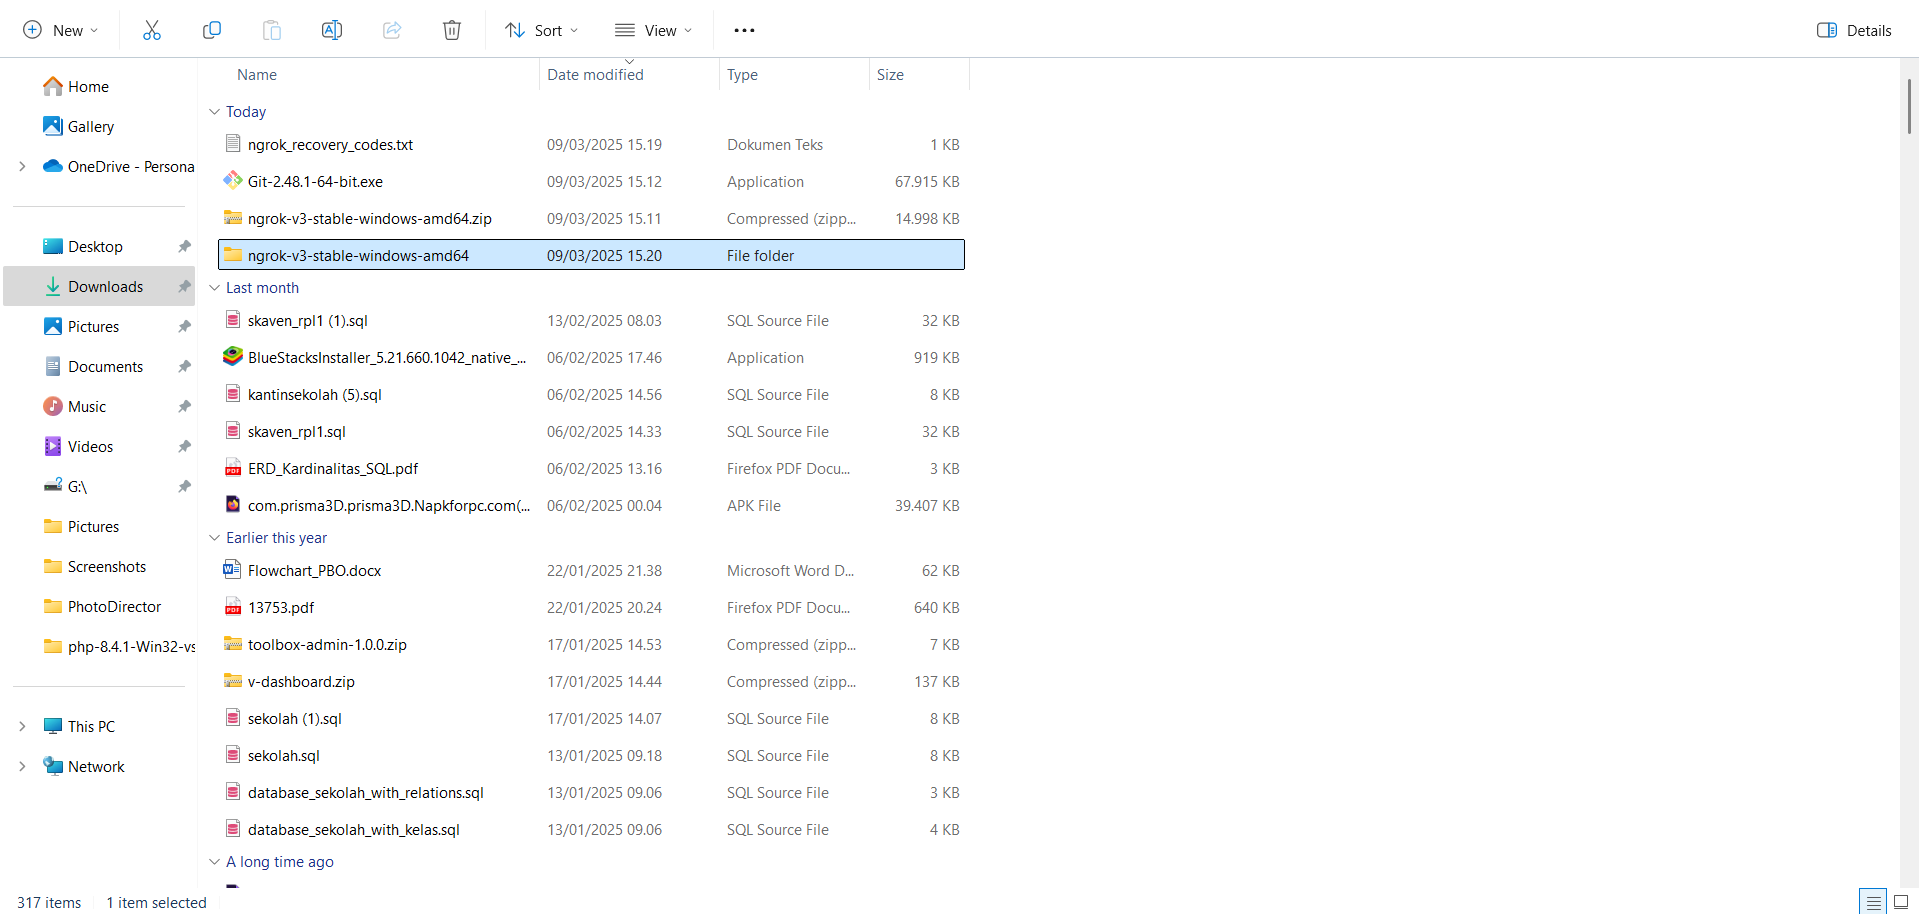 New Sort View ••• Details
Name Date modified Type Size
Home
Gallery
OneDrive - Persona
Desktop
Downloads
Pictures
Documents
Music
Videos
G:\
Pictures
Screenshots
PhotoDirector
php-8.4.1-Win32-vs
This PC
Network
Today
ngrok_recovery_codes.txt 09/03/2025 15.19 Dokumen Teks 1 KB
Git-2.48.1-64-bit.exe 09/03/2025 15.12 Application 67.915 KB
ngrok-v3-stable-windows-amd64.zip 09/03/2025 15.11 Compressed (zipp... 14.998 KB
ngrok-v3-stable-windows-amd64 09/03/2025 15.20 File folder
Last month
skaven_rpl1 (1).sql 13/02/2025 08.03 SQL Source File 32 KB
BlueStacksInstaller_5.21.660.1042_native_... 06/02/2025 17.46 Application 919 KB
kantinsekolah (5).sql 06/02/2025 14.56 SQL Source File 8 KB
skaven_rpl1.sql 06/02/2025 14.33 SQL Source File 32 KB
ERD_Kardinalitas_SQL.pdf 06/02/2025 13.16 Firefox PDF Docu... 3 KB
com.prisma3D.prisma3D.Napkforpc.com(... 06/02/2025 00.04 APK File 39.407 KB
Earlier this year
Flowchart_PBO.docx 22/01/2025 21.38 Microsoft Word D... 62 KB
13753.pdf 22/01/2025 20.24 Firefox PDF Docu... 640 KB
toolbox-admin-1.0.0.zip 17/01/2025 14.53 Compressed (zipp... 7 KB
v-dashboard.zip 17/01/2025 14.44 Compressed (zipp... 137 KB
sekolah (1).sql 17/01/2025 14.07 SQL Source File 8 KB
sekolah.sql 13/01/2025 09.18 SQL Source File 8 KB
database_sekolah_with_relations.sql 13/01/2025 09.06 SQL Source File 3 KB
database_sekolah_with_kelas.sql 13/01/2025 09.06 SQL Source File 4 KB
A long time ago
317 items 1 item selected